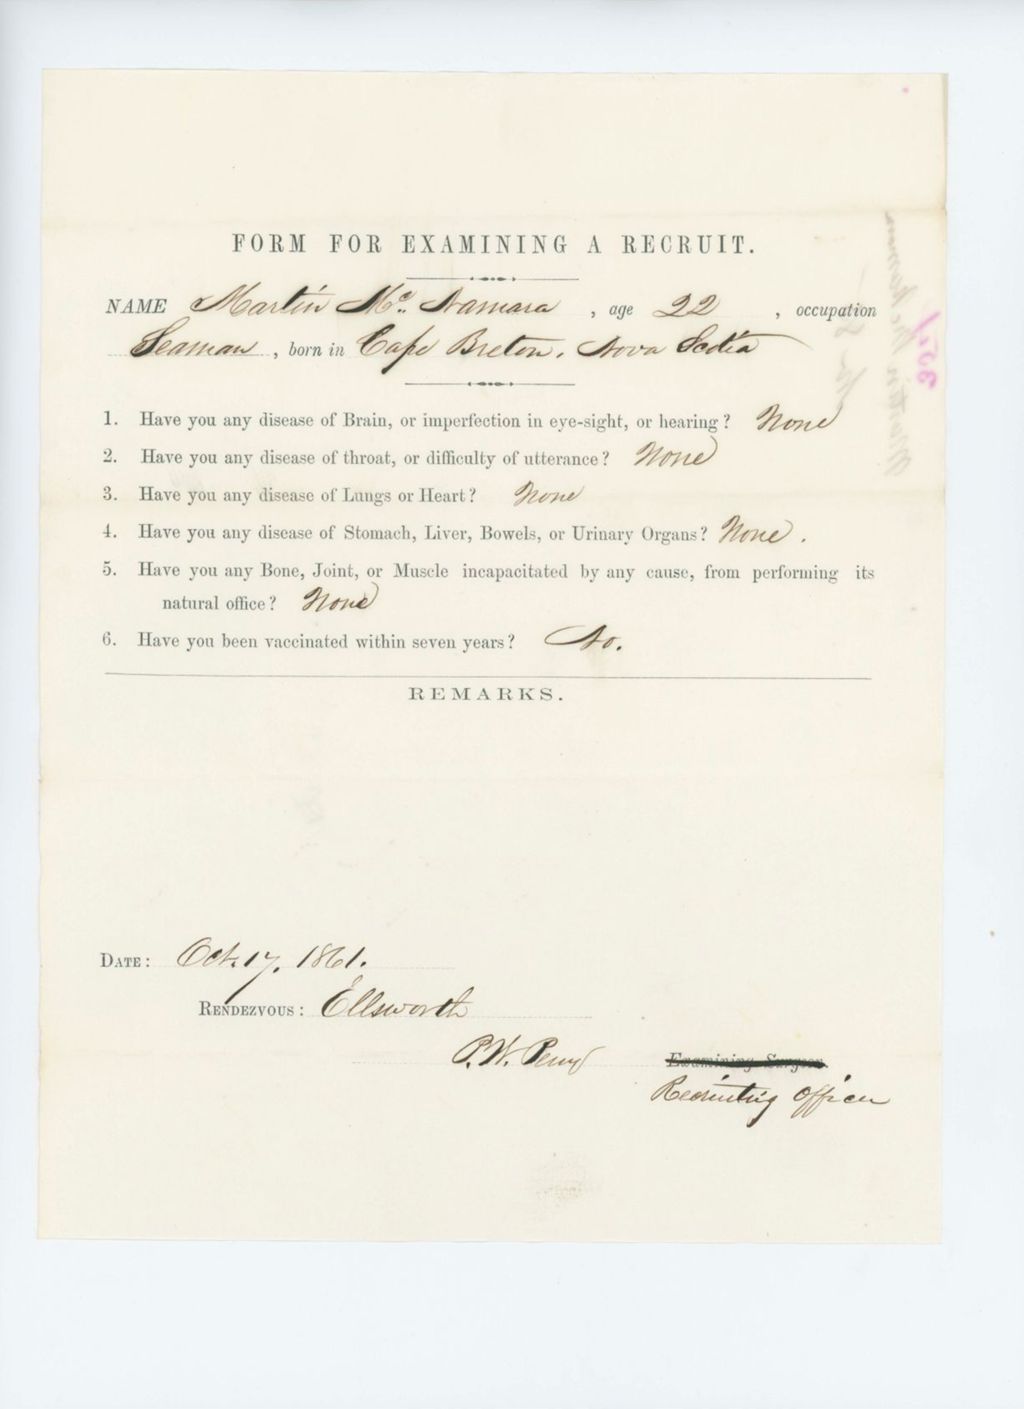 FORM FOR EXAMINING A RECRUIT.
NAME Martin Mc. Namara , age 22 , occupation
Seaman , born in Cape Breton, Nova Scotia
1. Have you any disease of Brain, or imperfection in eye-sight, or hearing? None
2. Have you any disease of throat, or difficulty of utterance? None
3. Have you any disease of Lungs or Heart? None
4. Have you any disease of Stomach, Liver, Bowels, or Urinary Organs? None.
5. Have you any Bone, Joint, or Muscle incapacitated by any cause, from performing its
natural office? None
6. Have you been vaccinated within seven years? No.
REMARKS.
DATE: Oct. 17, 1861.
RENDEZVOUS: Ellsworth
P. W. Perry Examining Surgeon
Recruiting Officer